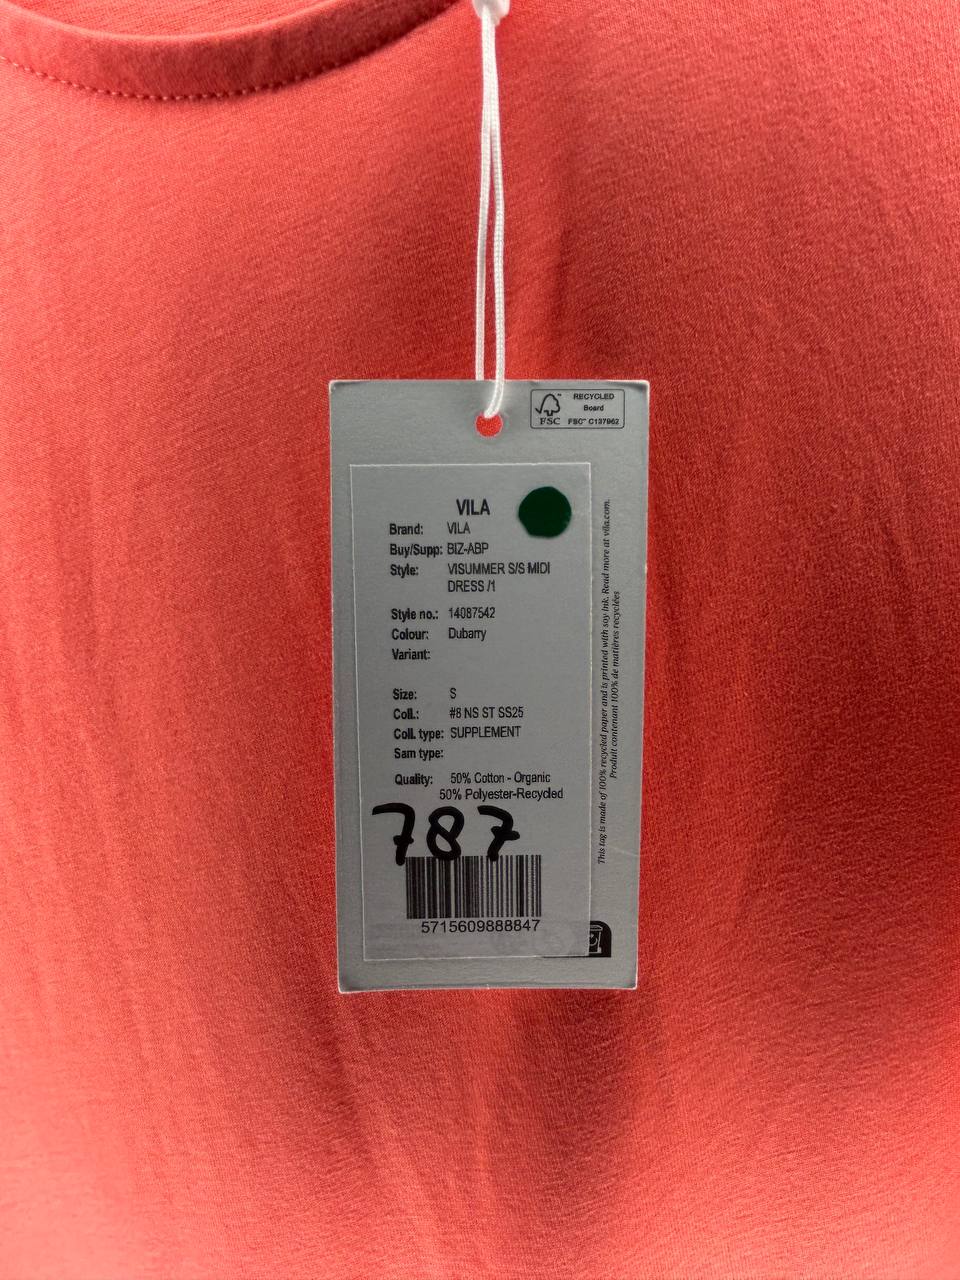 RECYCLED
Board
FSC™ C137962
FSC
VILA
Brand: VILA
Buy/Supp: BIZ-ABP
Style: VISUMMER S/S MIDI
DRESS /1
Style no.: 14087542
Colour: Dubarry
Variant:
Size: S
Coll.: #8 NS ST SS25
Coll. type: SUPPLEMENT
Sam type:
Quality: 50% Cotton - Organic
50% Polyester-Recycled
787
5715609888847
This tag is made of 100% recycled paper and is printed with soy ink. Read more at vila.com.
Produit contenant 100% de matières recyclées